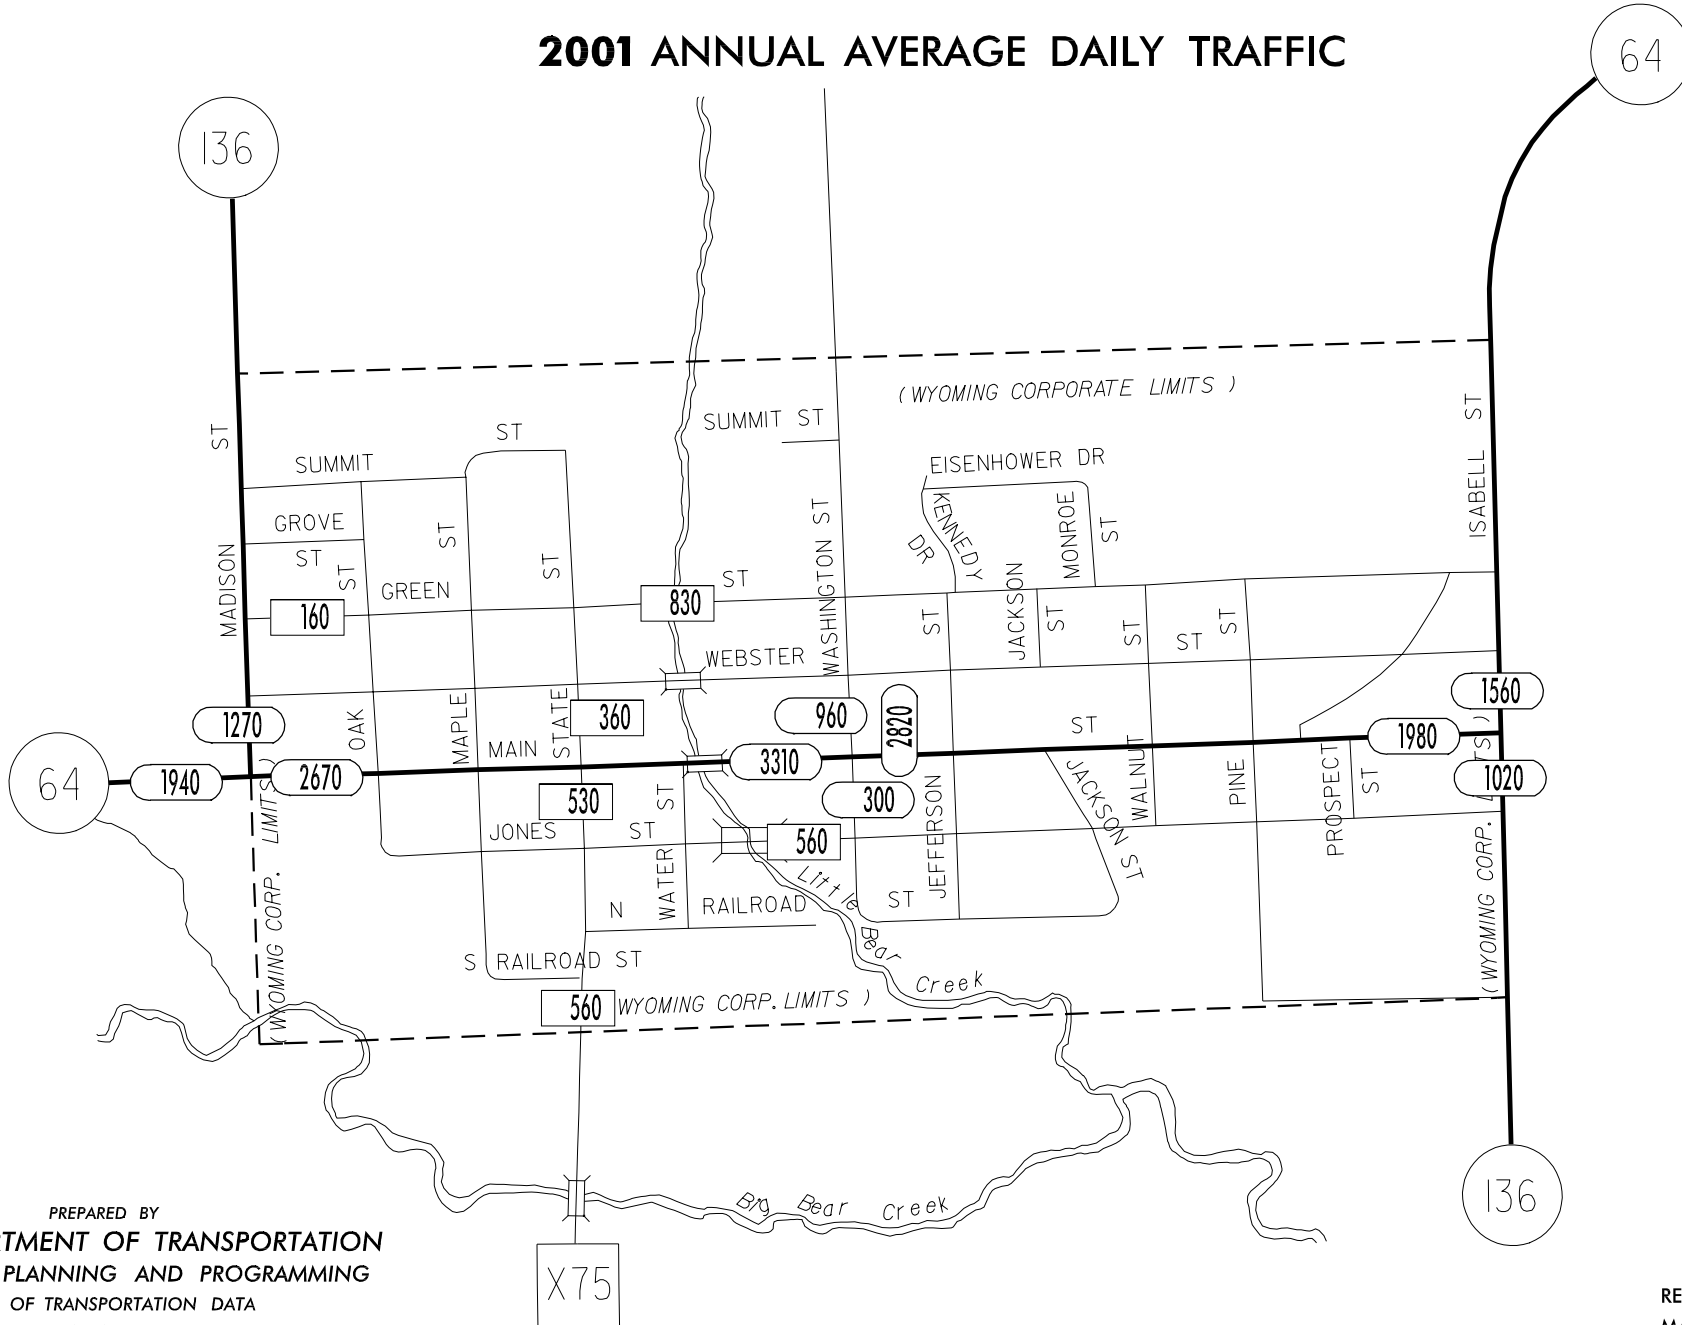 2001 ANNUAL AVERAGE DAILY TRAFFIC
64
136
(WYOMING CORPORATE LIMITS )
ST
SUMMIT
ST
SUMMIT ST
EISENHOWER DR
ISABELL ST
GROVE
ST
ST
ST
ST
KENNEDY
DR
MONROE
ST
MADISON
160
GREEN
830
ST
WASHINGTON ST
ST
JACKSON
ST
ST
ST
ST
WEBSTER
1270
OAK
MAPLE
STATE
360
960
2820
ST
1560
64
1940
2670
MAIN
3310
1980
1020
530
ST
300
JEFFERSON
JACKSON ST
WALNUT
PINE
PROSPECT
ST
JONES
ST
560
(WYOMING CORP. LIMITS)
WATER
N
RAILROAD
ST
Little
Bear
Creek
(WYOMING CORP. LIMITS )
S RAILROAD ST
560
WYOMING CORP. LIMITS )
Big Bear Creek
136
X75
PREPARED BY
RTMENT OF TRANSPORTATION
PLANNING AND PROGRAMMING
OF TRANSPORTATION DATA
RE